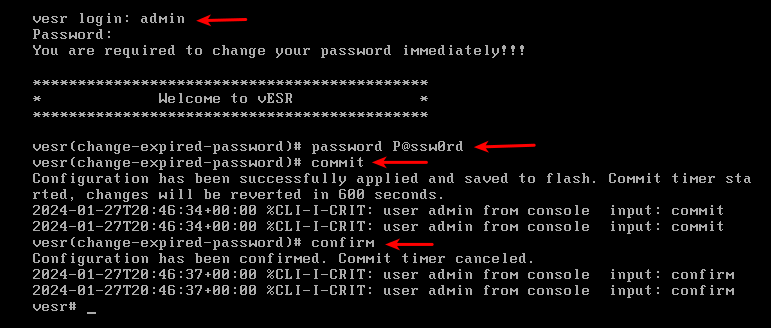 vesr login: admin
Password:
You are required to change your password immediately!!!
*********************************************
*             Welcome to vESR               *
*********************************************
vesr(change-expired-password)# password P@ssw0rd
vesr(change-expired-password)# commit
Configuration has been successfully applied and saved to flash. Commit timer sta
rted, changes will be reverted in 600 seconds.
2024-01-27T20:46:34+00:00 %CLI-I-CRIT: user admin from console  input: commit
2024-01-27T20:46:34+00:00 %CLI-I-CRIT: user admin from console  input: commit
vesr(change-expired-password)# confirm
Configuration has been confirmed. Commit timer canceled.
2024-01-27T20:46:37+00:00 %CLI-I-CRIT: user admin from console  input: confirm
2024-01-27T20:46:37+00:00 %CLI-I-CRIT: user admin from console  input: confirm
vesr# _